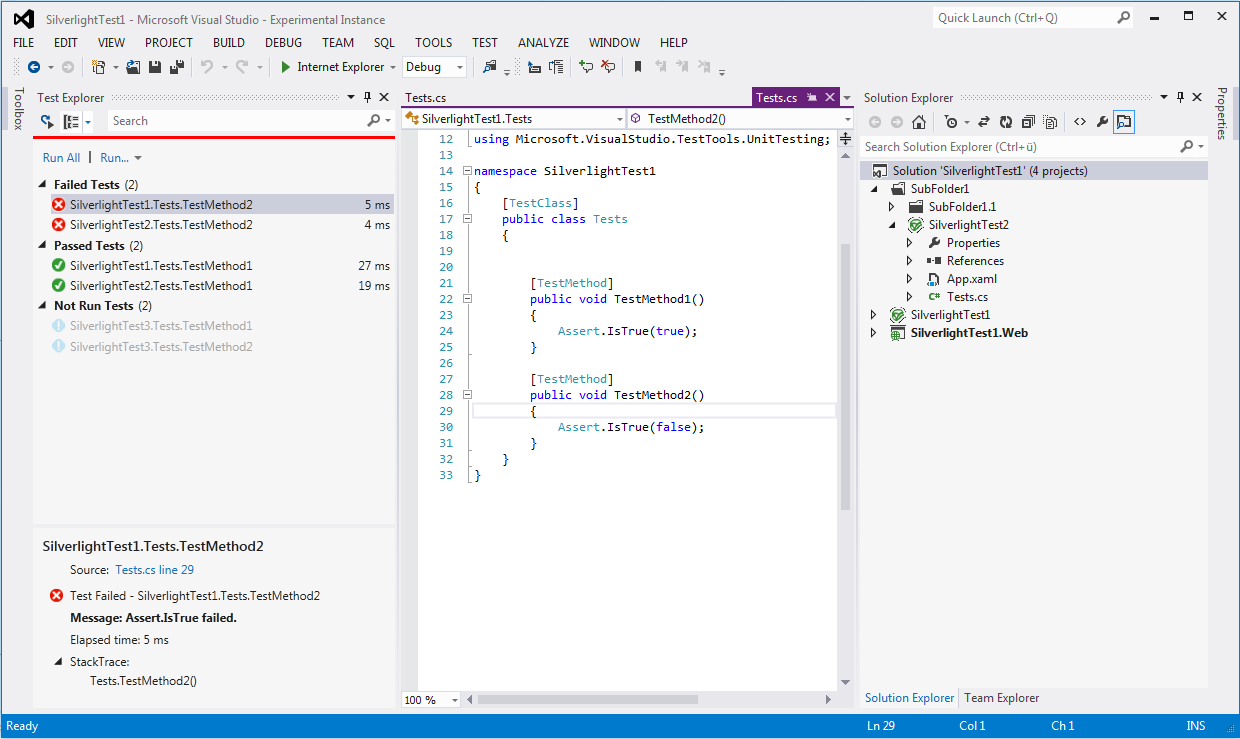 SilverlightTest1 - Microsoft Visual Studio - Experimental Instance
Quick Launch (Ctrl+Q)
FILE EDIT VIEW PROJECT BUILD DEBUG TEAM SQL TOOLS TEST ANALYZE WINDOW HELP
Internet Explorer Debug
Toolbox
Test Explorer
Search
Run All | Run...
Failed Tests (2)
SilverlightTest1.Tests.TestMethod2 5 ms
SilverlightTest2.Tests.TestMethod2 4 ms
Passed Tests (2)
SilverlightTest1.Tests.TestMethod1 27 ms
SilverlightTest2.Tests.TestMethod1 19 ms
Not Run Tests (2)
SilverlightTest3.Tests.TestMethod1
SilverlightTest3.Tests.TestMethod2
SilverlightTest1.Tests.TestMethod2
Source: Tests.cs line 29
Test Failed - SilverlightTest1.Tests.TestMethod2
Message: Assert.IsTrue failed.
Elapsed time: 5 ms
StackTrace:
Tests.TestMethod2()
Tests.cs Tests.cs
SilverlightTest1.Tests TestMethod2()
12 using Microsoft.VisualStudio.TestTools.UnitTesting;
13
14 namespace SilverlightTest1
15 {
16 [TestClass]
17 public class Tests
18 {
19
20
21 [TestMethod]
22 public void TestMethod1()
23 {
24 Assert.IsTrue(true);
25 }
26
27 [TestMethod]
28 public void TestMethod2()
29 {
30 Assert.IsTrue(false);
31 }
32 }
33 }
100 %
Solution Explorer
Search Solution Explorer (Ctrl+ü)
Solution 'SilverlightTest1' (4 projects)
SubFolder1
SubFolder1.1
SilverlightTest2
Properties
References
App.xaml
C# Tests.cs
SilverlightTest1
SilverlightTest1.Web
Solution Explorer Team Explorer
Properties
Ready Ln 29 Col 1 Ch 1 INS